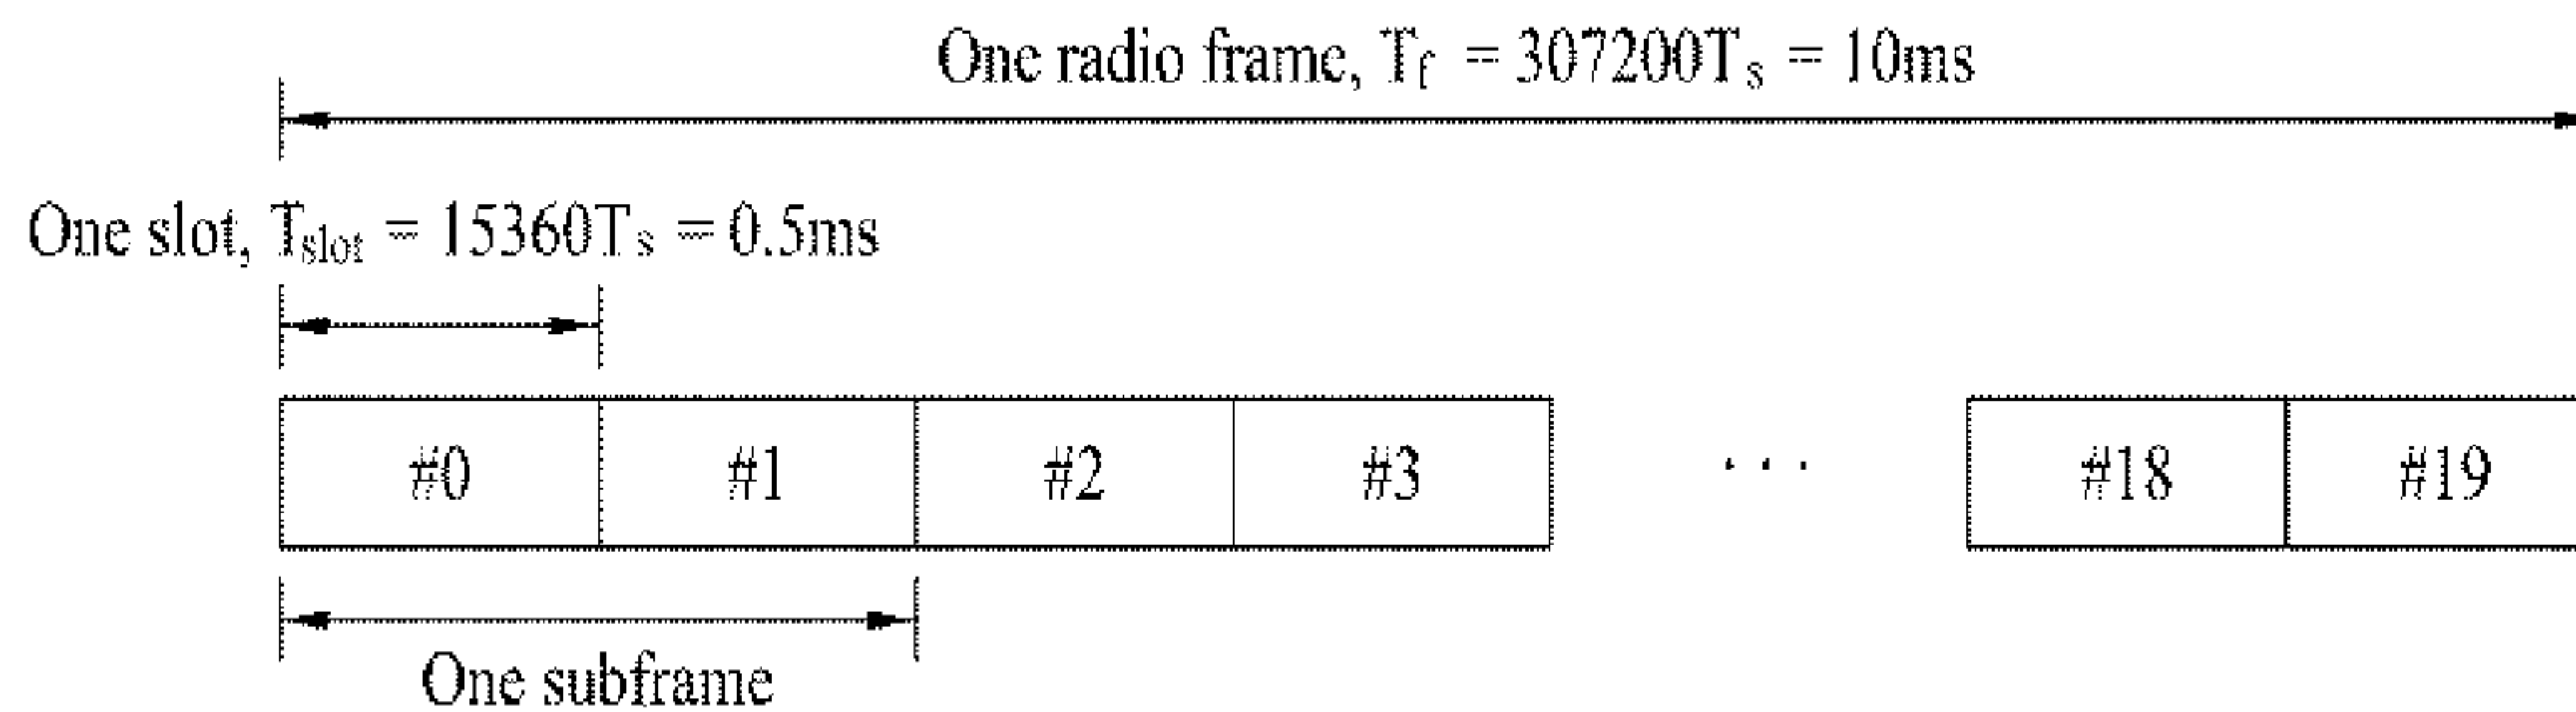 One radio frame, Tf = 307200Ts = 10ms
One slot, Tslot = 15360Ts = 0.5ms
#0 #1 #2 #3 ··· #18 #19
One subframe